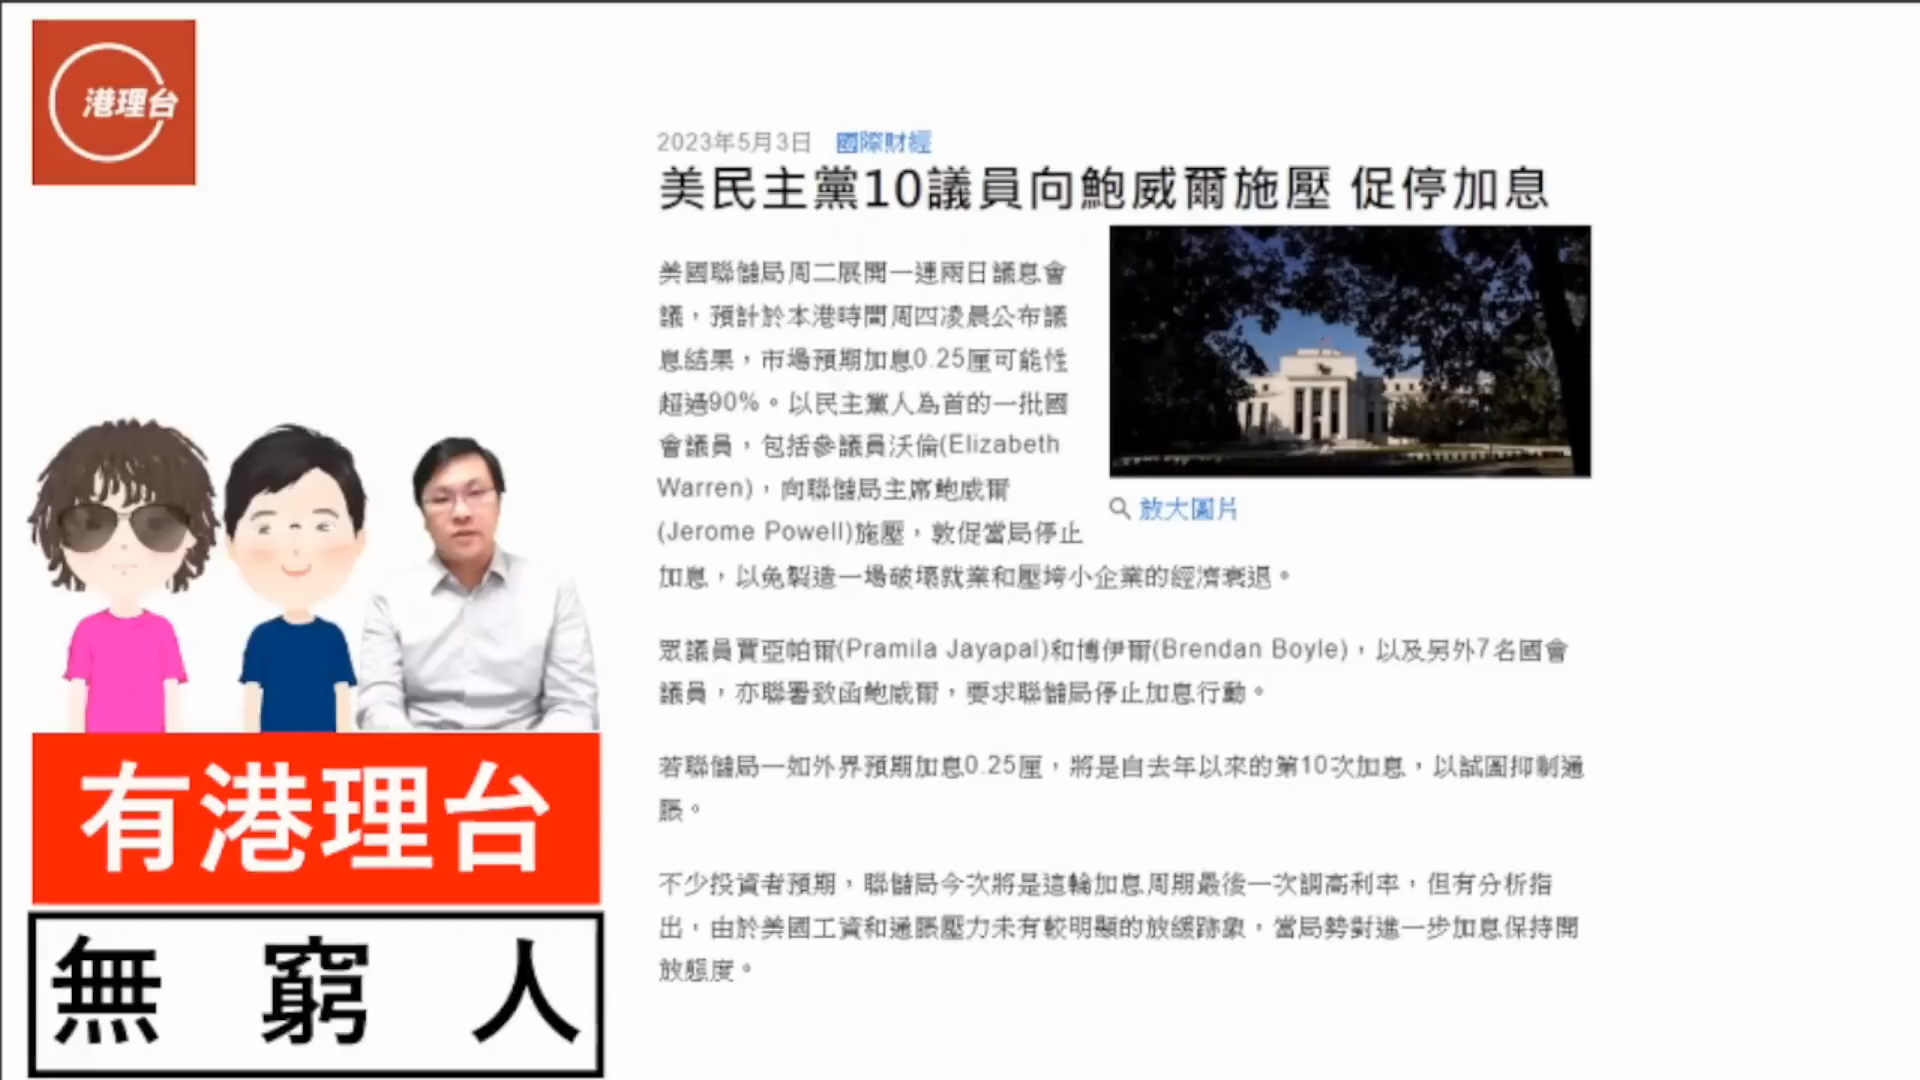 港理台
2023年5月3日 國際財經
美民主黨10議員向鮑威爾施壓 促停加息
美國聯儲局周二展開一連兩日議息會
議，預計於本港時間周四凌晨公布議
息結果，市場預期加息0.25厘可能性
超過90%。以民主黨人為首的一批國
會議員，包括參議員沃倫(Elizabeth
Warren)，向聯儲局主席鮑威爾
(Jerome Powell)施壓，敦促當局停止
加息，以免製造一場破壞就業和壓垮小企業的經濟衰退。
放大圖片
眾議員賈亞帕爾(Pramila Jayapal)和博伊爾(Brendan Boyle)，以及另外7名國會
議員，亦聯署致函鮑威爾，要求聯儲局停止加息行動。
若聯儲局一如外界預期加息0.25厘，將是自去年以來的第10次加息，以試圖抑制通
脹。
不少投資者預期，聯儲局今次將是這輪加息周期最後一次調高利率，但有分析指
出，由於美國工資和通脹壓力未有較明顯的放緩跡象，當局勢對進一步加息保持開
放態度。
有港理台
無窮人